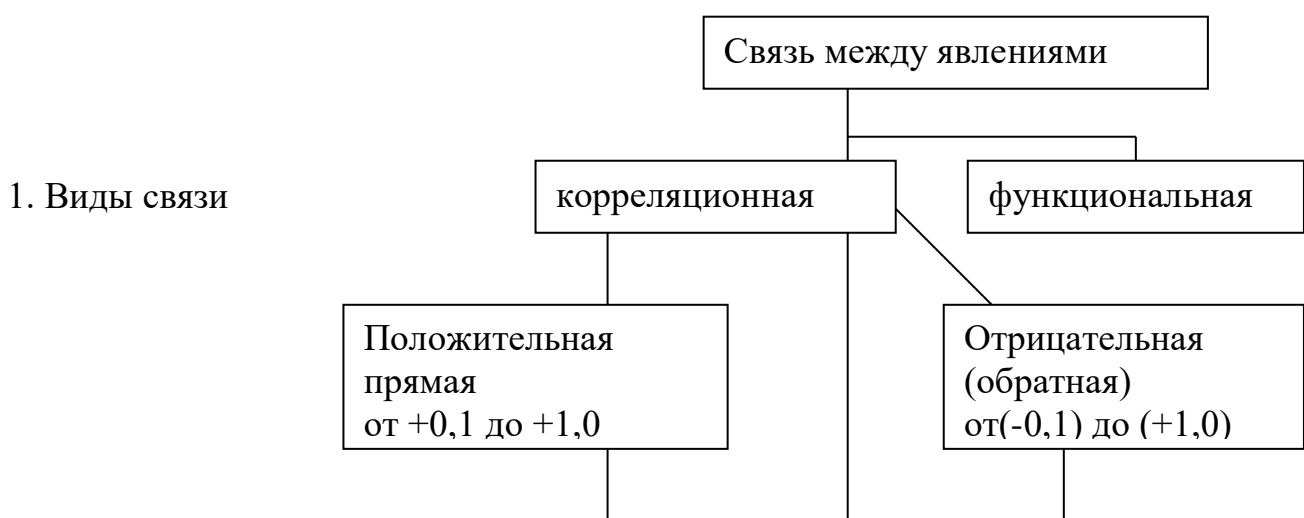 Связь между явлениями
1. Виды связи
корреляционная
функциональная
Положительная
прямая
от +0,1 до +1,0
Отрицательная
(обратная)
от(-0,1) до (+1,0)